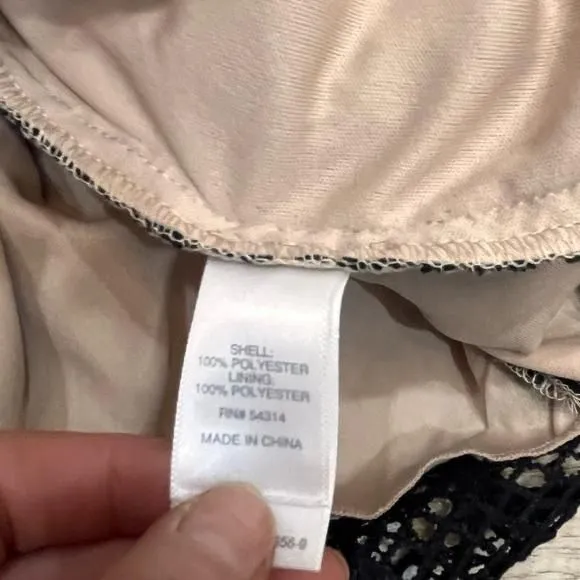 SHELL:
100% POLYESTER
LINING:
100% POLYESTER
RN# 54314
MADE IN CHINA